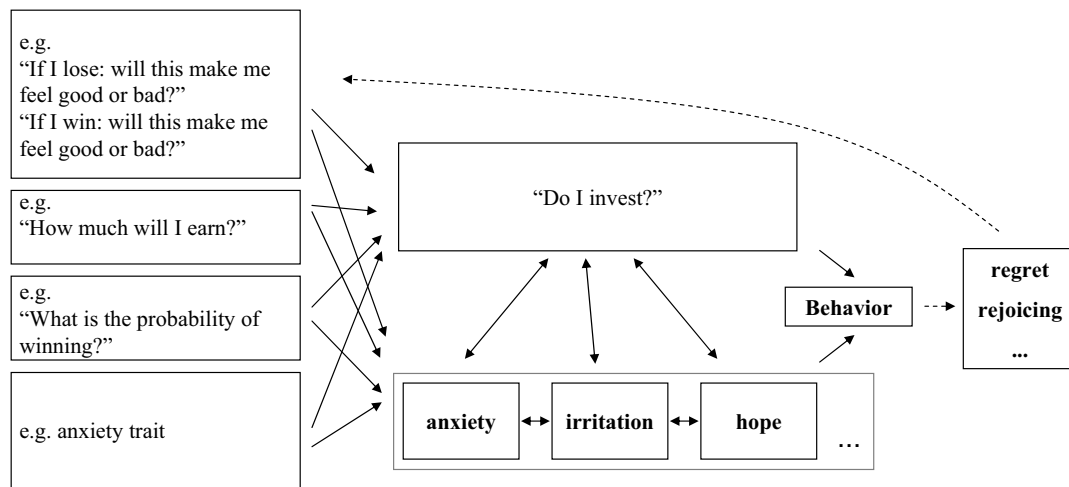 e.g.
“If I lose: will this make me
feel good or bad?”
“If I win: will this make me
feel good or bad?”
e.g.
“How much will I earn?”
e.g.
“What is the probability of
winning?”
e.g. anxiety trait
“Do I invest?”
anxiety
irritation
hope
...
Behavior
regret
rejoicing
...